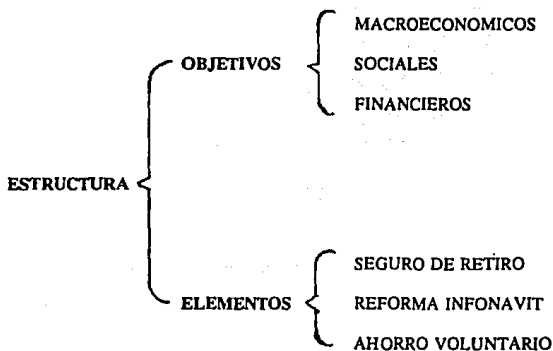 MACROECONOMICOS
OBJETIVOS
SOCIALES
FINANCIEROS
ESTRUCTURA
SEGURO DE RETIRO
ELEMENTOS
REFORMA INFONAVIT
AHORRO VOLUNTARIO